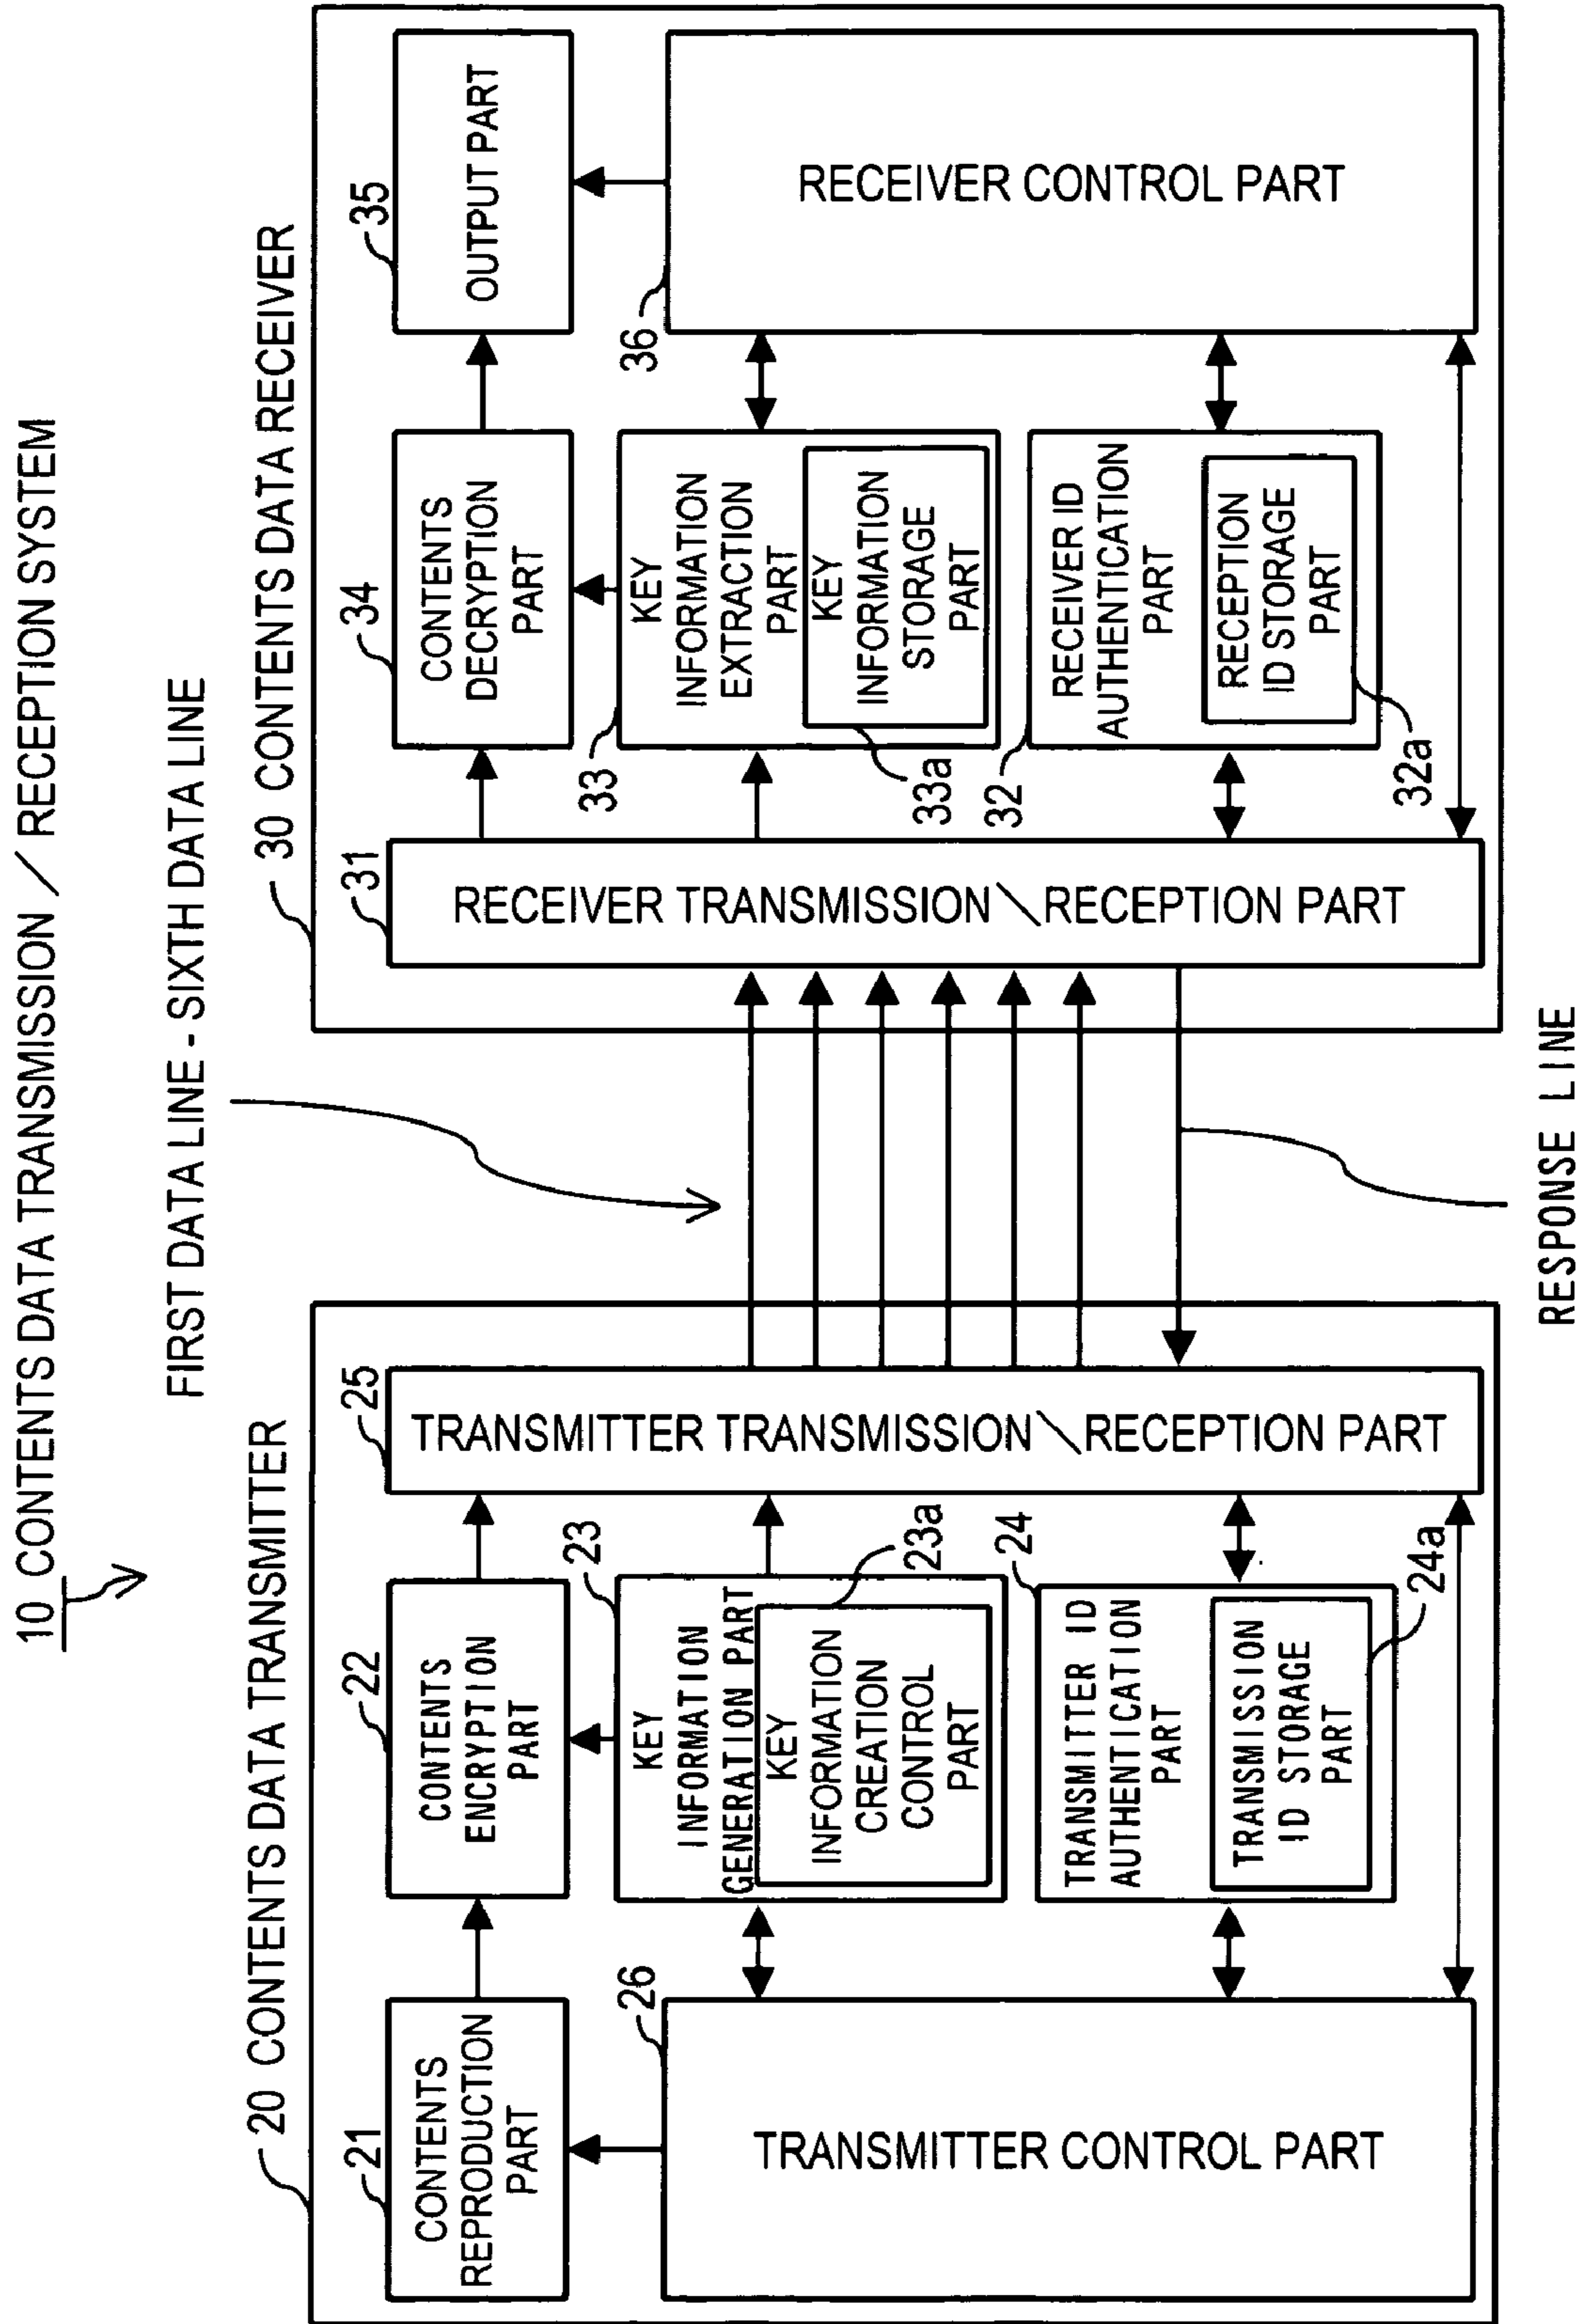 10 CONTENTS DATA TRANSMISSION / RECEPTION SYSTEM
FIRST DATA LINE - SIXTH DATA LINE
20 CONTENTS DATA TRANSMITTER
21
CONTENTS
REPRODUCTION
PART
22
CONTENTS
ENCRYPTION
PART
23
KEY
INFORMATION
GENERATION PART
23a
KEY
INFORMATION
CREATION
CONTROL
PART
24
TRANSMITTER ID
AUTHENTICATION
PART
24a
TRANSMISSION
ID STORAGE
PART
25
TRANSMITTER TRANSMISSION\RECEPTION PART
26
TRANSMITTER CONTROL PART
30 CONTENTS DATA RECEIVER
31
RECEIVER TRANSMISSION\RECEPTION PART
34
CONTENTS
DECRYPTION
PART
33
KEY
INFORMATION
EXTRACTION
PART
33a
KEY
INFORMATION
STORAGE
PART
32
RECEIVER ID
AUTHENTICATION
PART
32a
RECEPTION
ID STORAGE
PART
35
OUTPUT PART
36
RECEIVER CONTROL PART
RESPONSE LINE